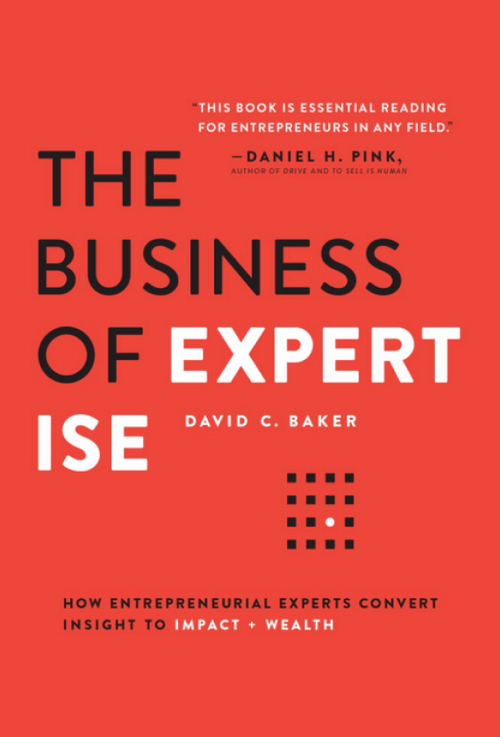 “THIS BOOK IS ESSENTIAL READING
FOR ENTREPRENEURS IN ANY FIELD.”
—DANIEL H. PINK,
AUTHOR OF DRIVE AND TO SELL IS HUMAN
THE
BUSINESS
OF EXPERT
ISE
DAVID C. BAKER
HOW ENTREPRENEURIAL EXPERTS CONVERT
INSIGHT TO IMPACT + WEALTH